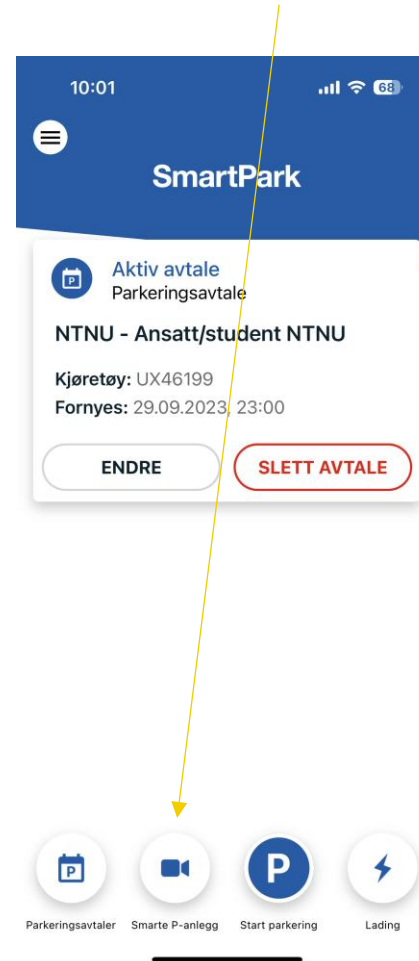 10:01 68
SmartPark
P
Aktiv avtale
Parkeringsavtale
NTNU - Ansatt/student NTNU
Kjøretøy: UX46199
Fornyes: 29.09.2023, 23:00
ENDRE SLETT AVTALE
P P
Parkeringsavtaler Smarte P-anlegg Start parkering Lading